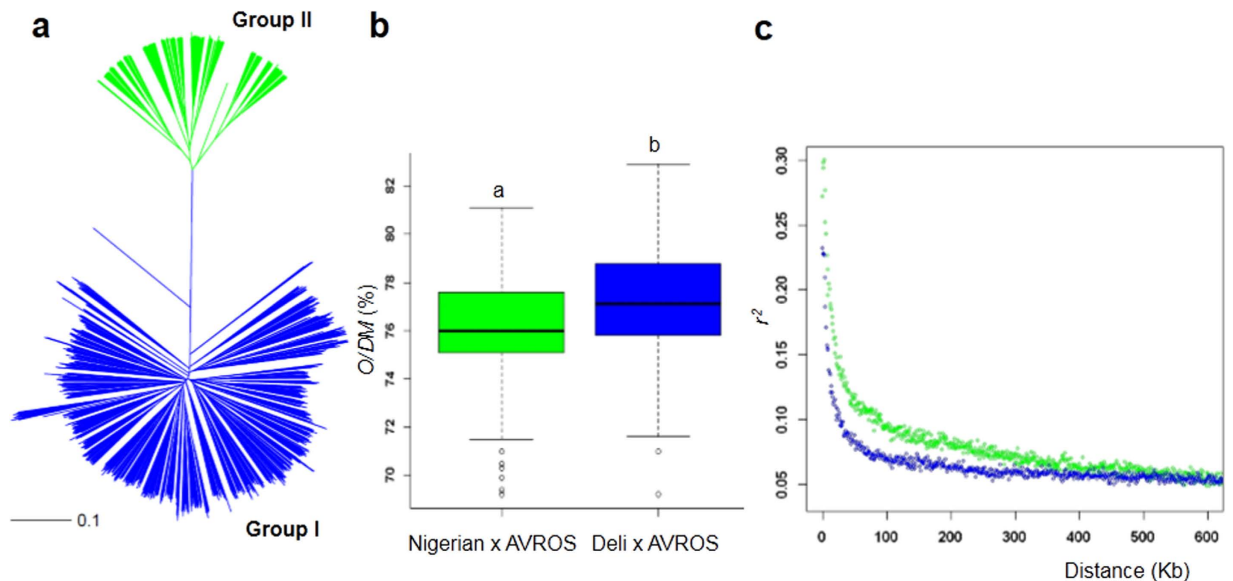 a
Group II
Group I
0.1
b
O/DM (%)
82
80
78
76
74
72
70
a
b
Nigerian x AVROS
Deli x AVROS
c
r²
0.30
0.25
0.20
0.15
0.10
0.05
0
100
200
300
400
500
600
Distance (Kb)